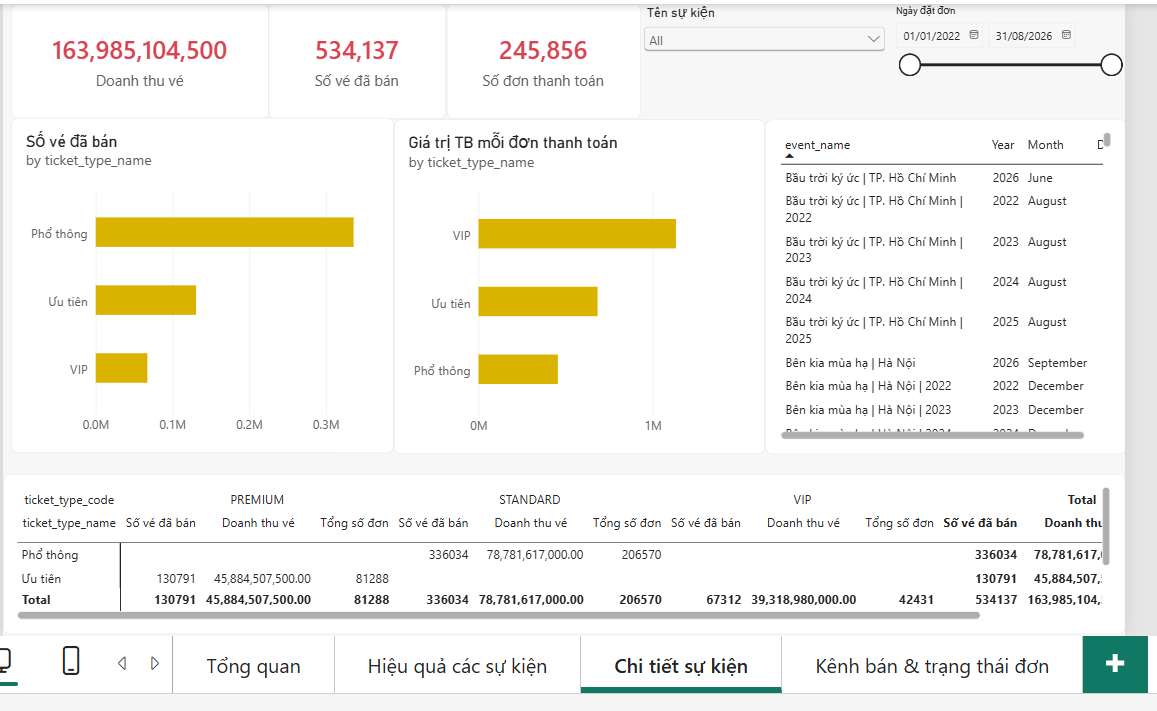 163,985,104,500
Doanh thu vé
534,137
Số vé đã bán
245,856
Số đơn thanh toán
Tên sự kiện
All
Ngày đặt đơn
01/01/2022
31/08/2026
Số vé đã bán
by ticket_type_name
Phổ thông
Ưu tiên
VIP
0.0M 0.1M 0.2M 0.3M
Giá trị TB mỗi đơn thanh toán
by ticket_type_name
VIP
Ưu tiên
Phổ thông
0M 1M
event_name Year Month
Bầu trời ký ức | TP. Hồ Chí Minh 2026 June
Bầu trời ký ức | TP. Hồ Chí Minh | 2022 August
2022
Bầu trời ký ức | TP. Hồ Chí Minh | 2023 August
2023
Bầu trời ký ức | TP. Hồ Chí Minh | 2024 August
2024
Bầu trời ký ức | TP. Hồ Chí Minh | 2025 August
2025
Bên kia mùa hạ | Hà Nội 2026 September
Bên kia mùa hạ | Hà Nội | 2022 2022 December
Bên kia mùa hạ | Hà Nội | 2023 2023 December
ticket_type_code PREMIUM STANDARD VIP Total
ticket_type_name Số vé đã bán Doanh thu vé Tổng số đơn Số vé đã bán Doanh thu vé Tổng số đơn Số vé đã bán Doanh thu vé Tổng số đơn Số vé đã bán Doanh thu
Phổ thông 336034 78,781,617,000.00 206570 336034 78,781,617,
Ưu tiên 130791 45,884,507,500.00 81288 130791 45,884,507,
Total 130791 45,884,507,500.00 81288 336034 78,781,617,000.00 206570 67312 39,318,980,000.00 42431 534137 163,985,104,
Tổng quan
Hiệu quả các sự kiện
Chi tiết sự kiện
Kênh bán & trạng thái đơn
+